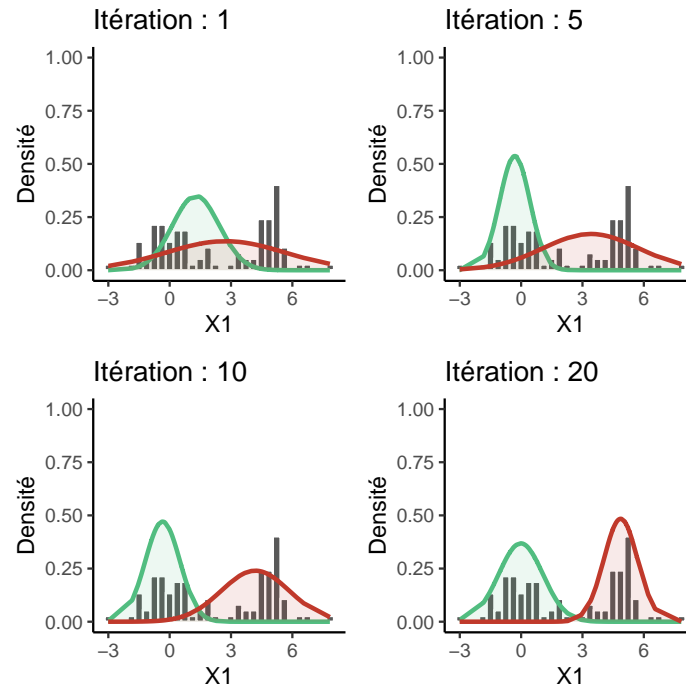 Itération : 1
1.00
0.75
0.50
0.25
0.00
Densité
−3 0 3 6
X1
Itération : 5
1.00
0.75
0.50
0.25
0.00
Densité
−3 0 3 6
X1
Itération : 10
1.00
0.75
0.50
0.25
0.00
Densité
−3 0 3 6
X1
Itération : 20
1.00
0.75
0.50
0.25
0.00
Densité
−3 0 3 6
X1